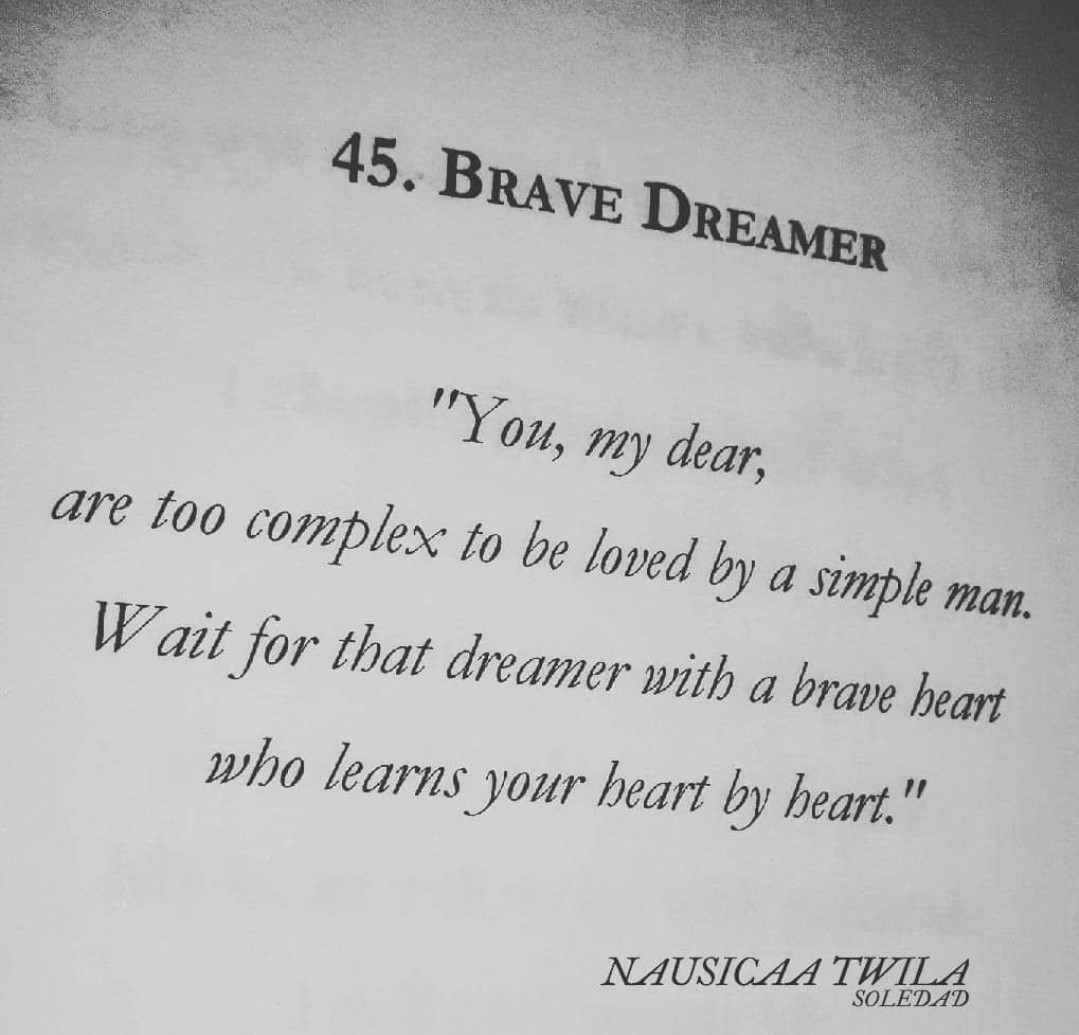 45. BRAVE DREAMER
"You, my dear,
are too complex to be loved by a simple man.
Wait for that dreamer with a brave heart
who learns your heart by heart."
NAUSICAA TWILA
SOLEDAD